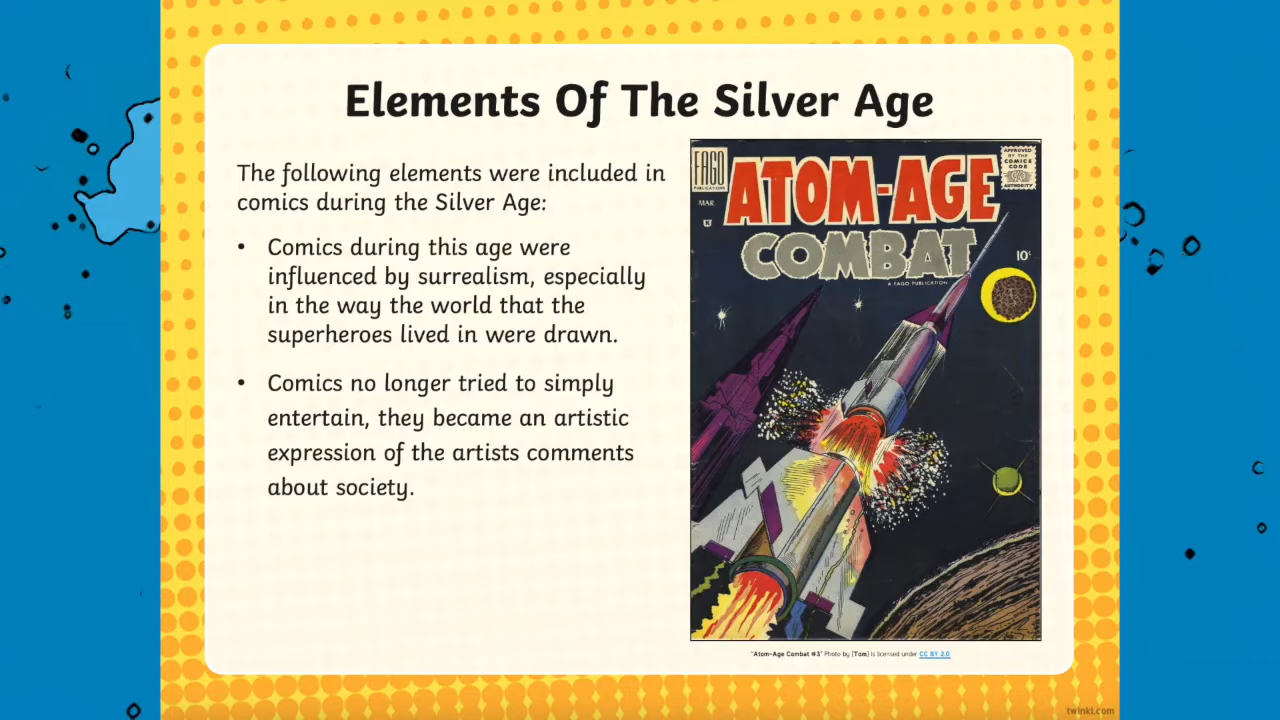 Elements Of The Silver Age
The following elements were included in
comics during the Silver Age:
• Comics during this age were
influenced by surrealism, especially
in the way the world that the
superheroes lived in were drawn.
• Comics no longer tried to simply
entertain, they became an artistic
expression of the artists comments
about society.
FAGO
PUBLICATIONS
MAR.
ATOM-AGE
COMBAT
A FAGO PUBLICATION
APPROVED
BY THE
COMICS
CODE
AUTHORITY
10¢
"Atom-Age Combat #3" Photo by [Tom] is licensed under CC BY 2.0
twinkl.com